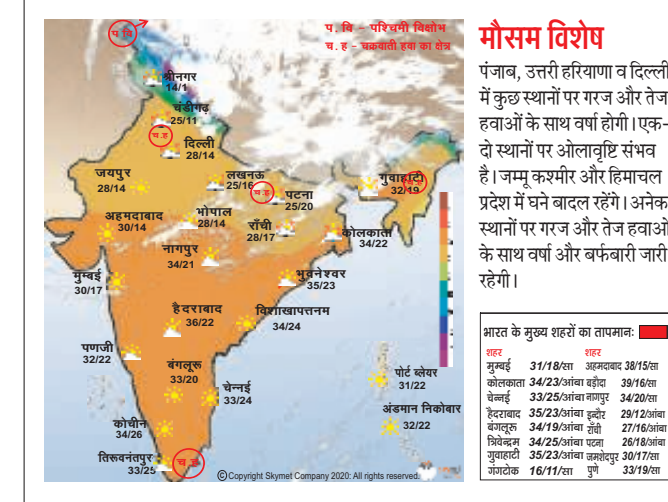 प. वि – पश्चिमी विक्षोभ
च. ह – चक्रवाती हवा का क्षेत्र
प वि
श्रीनगर
14/1
चंडीगढ़
25/11
च.ह
दिल्ली
28/14
जयपुर
28/14
लखनऊ
25/16
च.ह
पटना
25/20
गुवाहाटी
32/19
च.ह
अहमदाबाद
30/14
भोपाल
28/14
राँची
28/17
कोलकाता
34/22
नागपुर
34/21
मुम्बई
30/17
भुवनेश्वर
35/23
हैदराबाद
36/22
विशाखापत्तनम
34/24
पणजी
32/22
बंगलूरू
33/20
चेन्नई
33/24
पोर्ट ब्लेयर
31/22
अंडमान निकोबार
32/22
कोचीन
34/26
तिरूवनंतपुर
33/25
च.ह
©Copyright Skymet Company 2020: All rights reserved.
मौसम विशेष
पंजाब, उत्तरी हरियाणा व दिल्ली
में कुछ स्थानों पर गरज और तेज
हवाओं के साथ वर्षा होगी। एक-
दो स्थानों पर ओलावृष्टि संभव
है। जम्मू कश्मीर और हिमाचल
प्रदेश में घने बादल रहेंगे। अनेक
स्थानों पर गरज और तेज हवाओं
के साथ वर्षा और बर्फबारी जारी
रहेगी।
भारत के मुख्य शहरों का तापमानः
शहर शहर
मुम्बई 31/18/सा अहमदाबाद 38/15/सा
कोलकाता 34/23/आंबा बड़ौदा 39/16/सा
चेन्नई 33/25/आंबा नागपुर 34/20/सा
हैदराबाद 35/23/आंबा इन्दौर 29/12/आंबा
बंगलूरू 34/19/आंबा राँची 27/16/आंबा
त्रिवेन्द्रम 34/25/आंबा पटना 26/18/आंबा
गुवाहाटी 35/23/आंबा जमशेदपुर 30/17/सा
गंगटोक 16/11/सा पुणे 33/19/सा